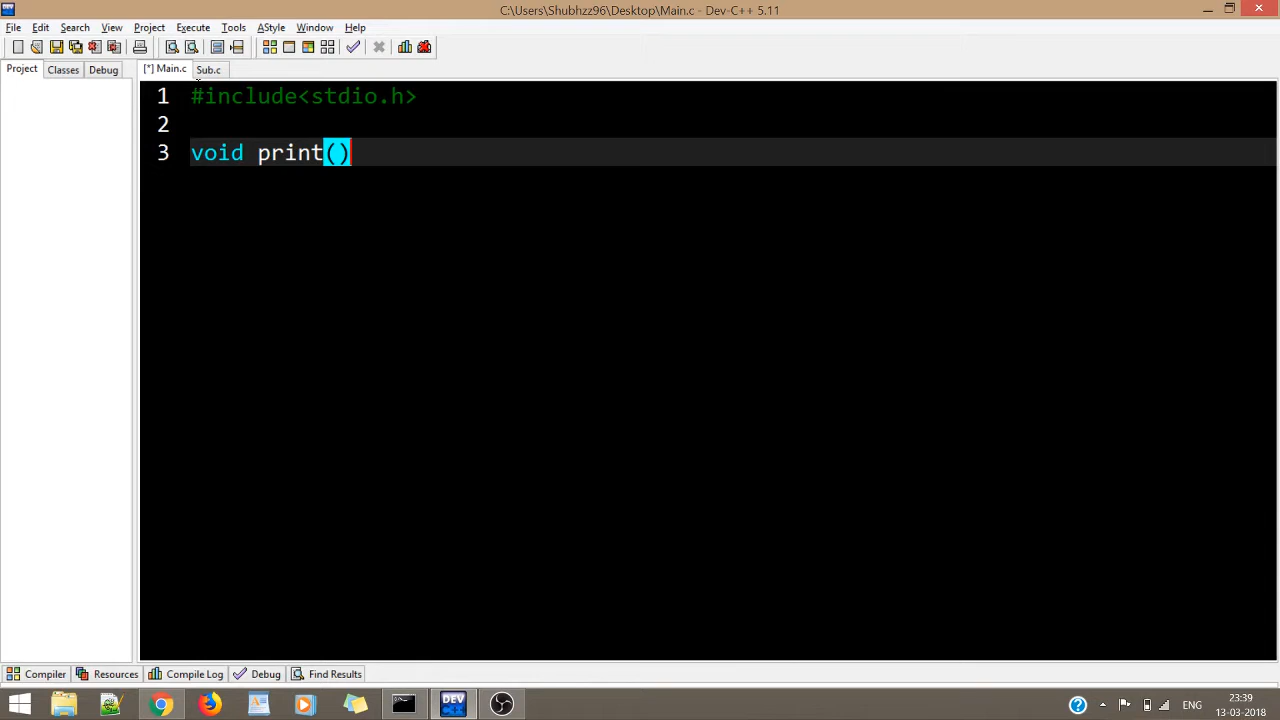 C:\Users\Shubhzz96\Desktop\Main.c - Dev-C++ 5.11
File Edit Search View Project Execute Tools AStyle Window Help
Project Classes Debug [*] Main.c Sub.c
1 #include<stdio.h>
2
3 void print()
Compiler Resources Compile Log Debug Find Results
DEV C++ ? ENG 23:39
13-03-2018